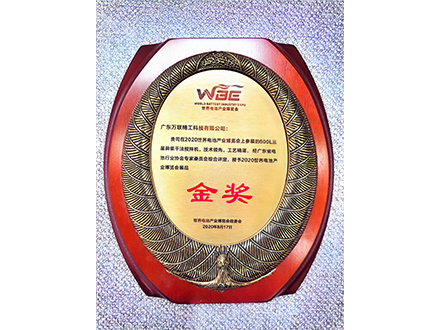 WBE
WORLD BATTERY INDUSTRY EXPO
世界电池产业博览会
广东万联精工科技有限公司：
贵司在2020世界电池产业博览会上参展的600L三
悬异桨干法搅拌机，技术领先，工艺精湛，经广东省电
池行业协会专家委员会综合评定，授予2020世界电池产
业博览会展品
金奖
世界电池产业博览会组委会
2020年8月17日